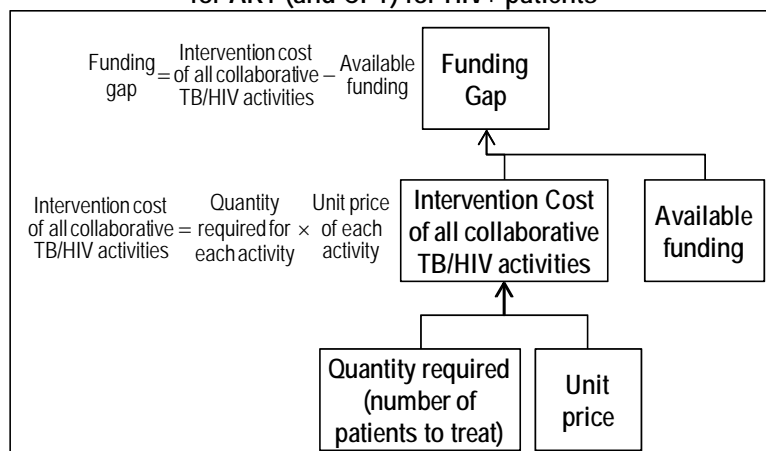 for ART (and CPT) for HIV+ patients
Funding gap = Intervention cost of all collaborative TB/HIV activities − Available funding
Funding
Gap
Intervention cost of all collaborative TB/HIV activities = Quantity required for each activity × Unit price of each activity
Intervention Cost
of all collaborative
TB/HIV activities
Available
funding
Quantity required
(number of
patients to treat)
Unit
price